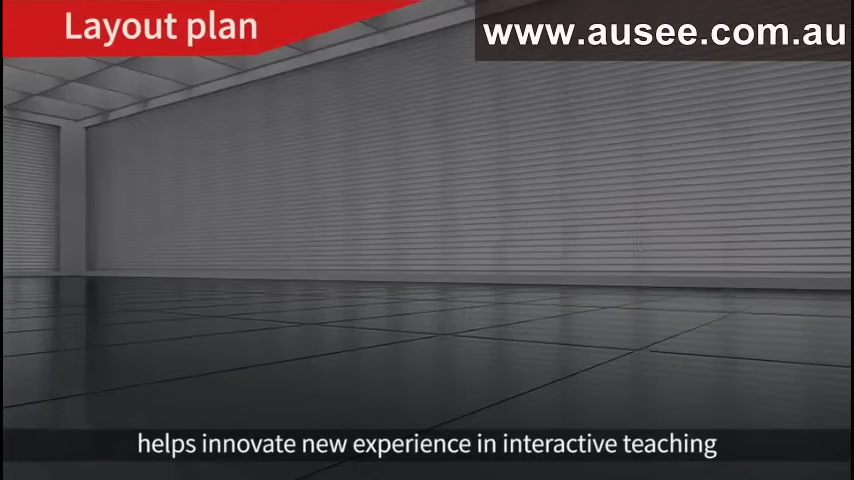 Layout plan
www.ausee.com.au
helps innovate new experience in interactive teaching